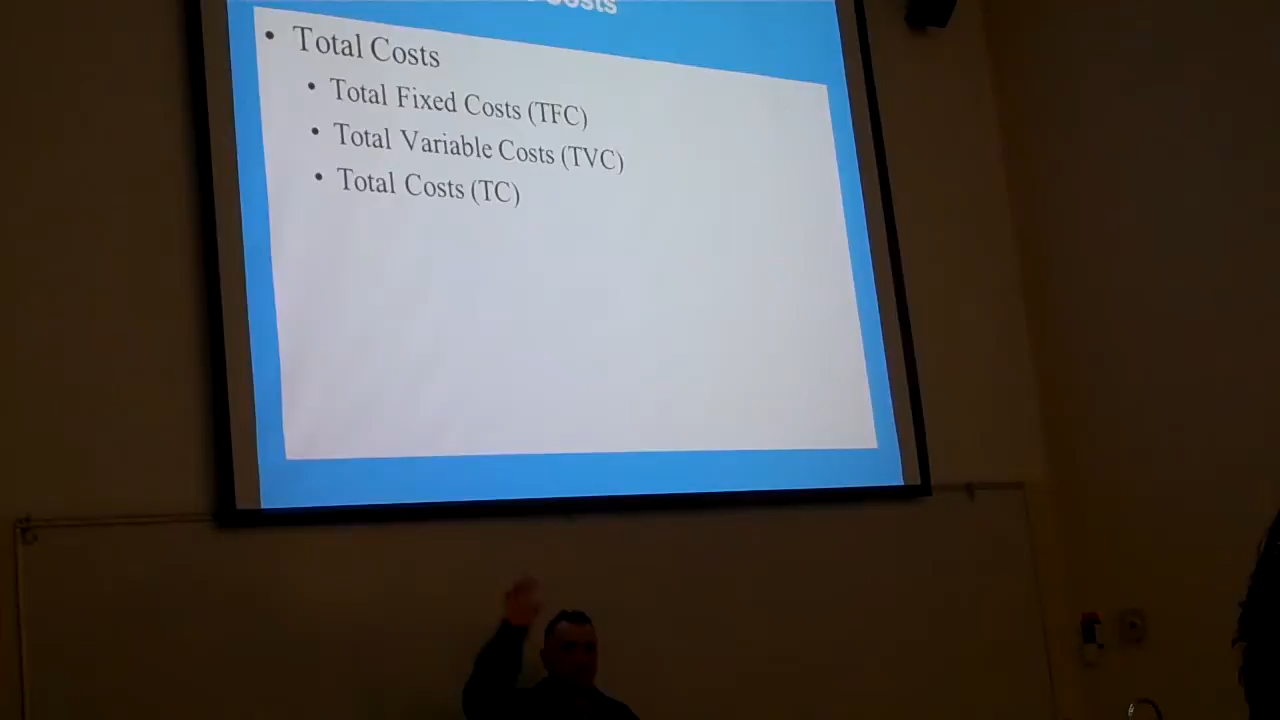 • Total Costs
• Total Fixed Costs (TFC)
• Total Variable Costs (TVC)
• Total Costs (TC)